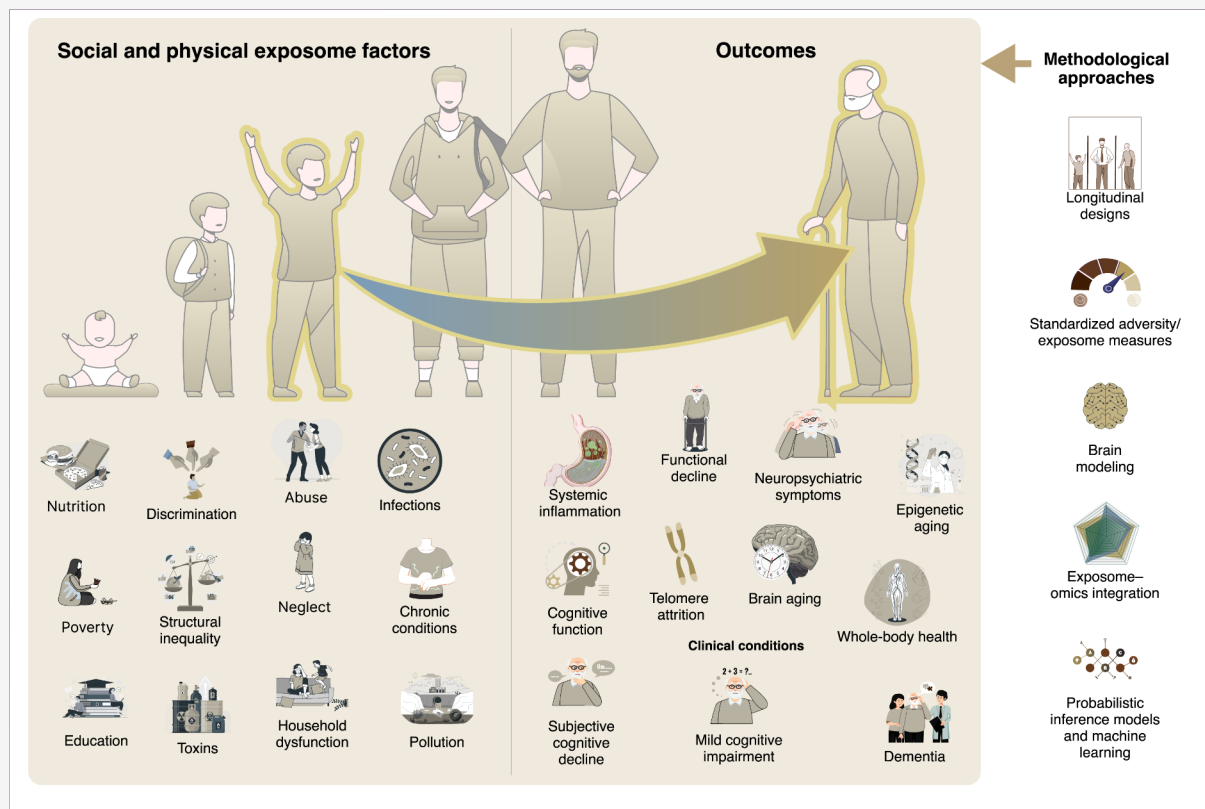 Social and physical exposome factors
Outcomes
Methodological
approaches
Longitudinal
designs
Standardized adversity/
exposome measures
Brain
modeling
Exposome–
omics integration
Probabilistic
inference models
and machine
learning
Nutrition
Discrimination
Abuse
Infections
Poverty
Structural
inequality
Neglect
Chronic
conditions
Education
Toxins
Household
dysfunction
Pollution
Systemic
inflammation
Functional
decline
Neuropsychiatric
symptoms
Epigenetic
aging
Cognitive
function
Telomere
attrition
Brain aging
Whole-body health
Clinical conditions
Subjective
cognitive
decline
2 + 3 = ?..
Mild cognitive
impairment
Dementia